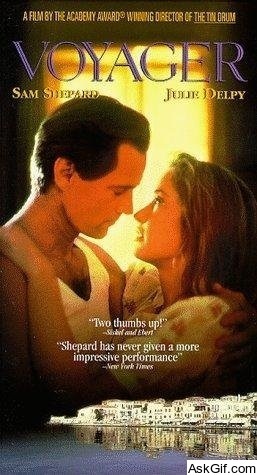 A FILM BY THE ACADEMY AWARD® WINNING DIRECTOR OF THE TIN DRUM
VOYAGER
SAM SHEPARD JULIE DELPY
"Two thumbs up!"
–Siskel and Ebert
"Shepard has never given a more
impressive performance"
–New York Times
AskGif.com